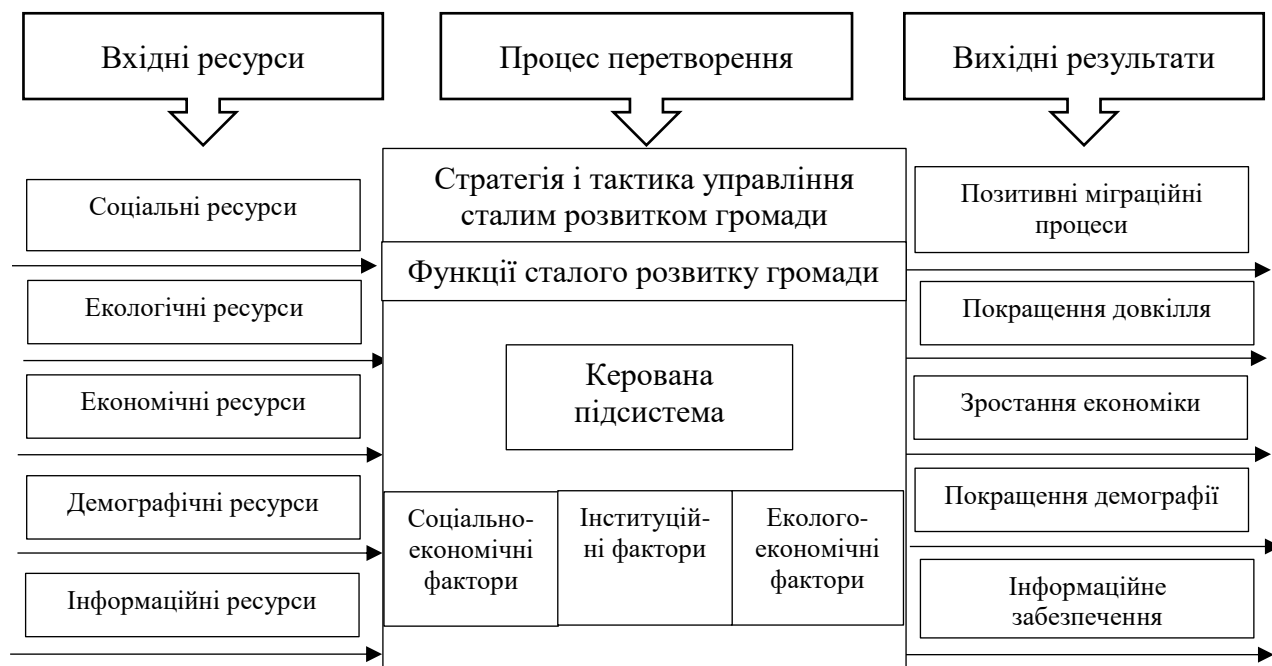 Вхідні ресурси
Процес перетворення
Вихідні результати
Соціальні ресурси
Екологічні ресурси
Економічні ресурси
Демографічні ресурси
Інформаційні ресурси
Стратегія і тактика управління
сталим розвитком громади
Функції сталого розвитку громади
Керована
підсистема
Соціально-
економічні
фактори
Інституцій-
ні фактори
Еколого-
економічні
фактори
Позитивні міграційні
процеси
Покращення довкілля
Зростання економіки
Покращення демографії
Інформаційне
забезпечення